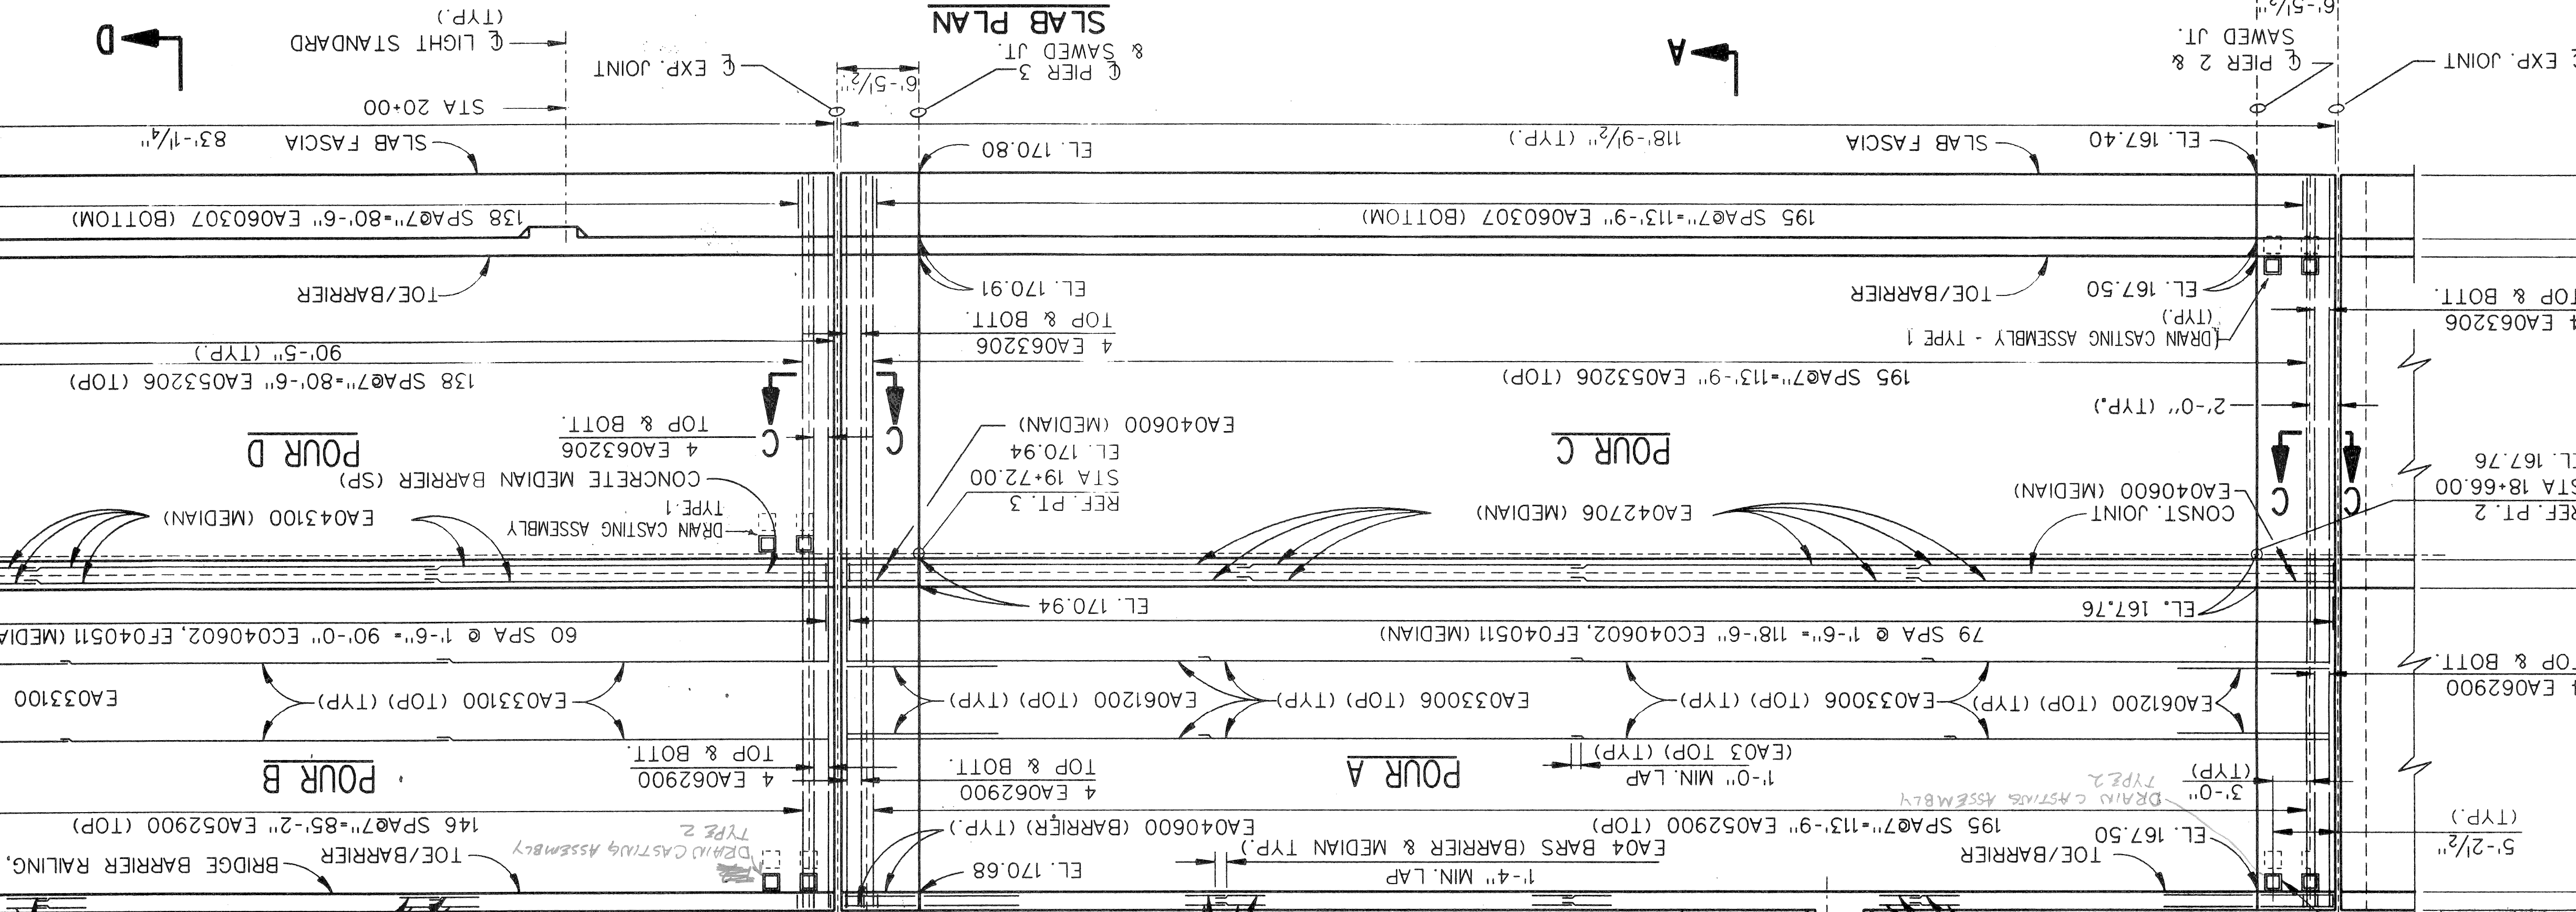 EL. 170.68
1'-4" MIN. LAP
EA04 BARS (BARRIER & MEDIAN TYP.)
5'-2½"
(TYP.)
TOE/BARRIER
EL. 167.50
TOE/BARRIER
BRIDGE BARRIER RAILING,
195 SPA@7"=113'-9" EA052900 (TOP)
EA040600 (BARRIER) (TYP.)
DRAIN CASTING ASSEMBLY
TYPE 2
146 SPA@7"=85'-2" EA052900 (TOP)
3'-0"
(TYP)
DRAIN CASTING ASSEMBLY
TYPE 2
1'-0" MIN. LAP
(EA03 TOP) (TYP)
POUR A
4 EA062900
TOP & BOTT.
4 EA062900
TOP & BOTT.
POUR B
4 EA062900
TOP & BOTT.
EA061200 (TOP) (TYP)
EA033006 (TOP) (TYP)
EA033006 (TOP) (TYP)
EA061200 (TOP) (TYP)
EA033100 (TOP) (TYP)
EA033100
79 SPA @ 1'-6"= 118'-6" EC040602, EF040511 (MEDIAN)
60 SPA @ 1'-6"= 90'-0" EC040602, EF040511 (MEDIA
EL. 167.76
EL. 170.94
REF. PT. 2
STA 18+66.00
EL. 167.76
CONST. JOINT
EA040600 (MEDIAN)
EA042706 (MEDIAN)
REF. PT. 3
STA 19+72.00
EL. 170.94
EA040600 (MEDIAN)
DRAIN CASTING ASSEMBLY
TYPE-1
EA043100 (MEDIAN)
CONCRETE MEDIAN BARRIER (SP)
C
C
POUR C
C
C
4 EA063206
TOP & BOTT.
POUR D
2'-0" (TYP.)
195 SPA@7"=113'-9" EA053206 (TOP)
138 SPA@7"=80'-6" EA053206 (TOP)
90'-5" (TYP.)
4 EA063206
TOP & BOTT.
DRAIN CASTING ASSEMBLY - TYPE 1
(TYP.)
4 EA063206
TOP & BOTT.
EL. 167.50
TOE/BARRIER
EL. 170.91
TOE/BARRIER
195 SPA@7"=113'-9" EA060307 (BOTTOM)
138 SPA@7"=80'-6" EA060307 (BOTTOM)
EL. 167.40
SLAB FASCIA
118'-9½" (TYP.)
EL. 170.80
SLAB FASCIA
83'-1¼"
STA 20+00
℄ EXP. JOINT
℄ PIER 2 &
SAWED JT.
6'-5½"
A
℄ PIER 3
& SAWED JT.
6'-5½"
℄ EXP. JOINT
℄ LIGHT STANDARD
(TYP.)
D
SLAB PLAN